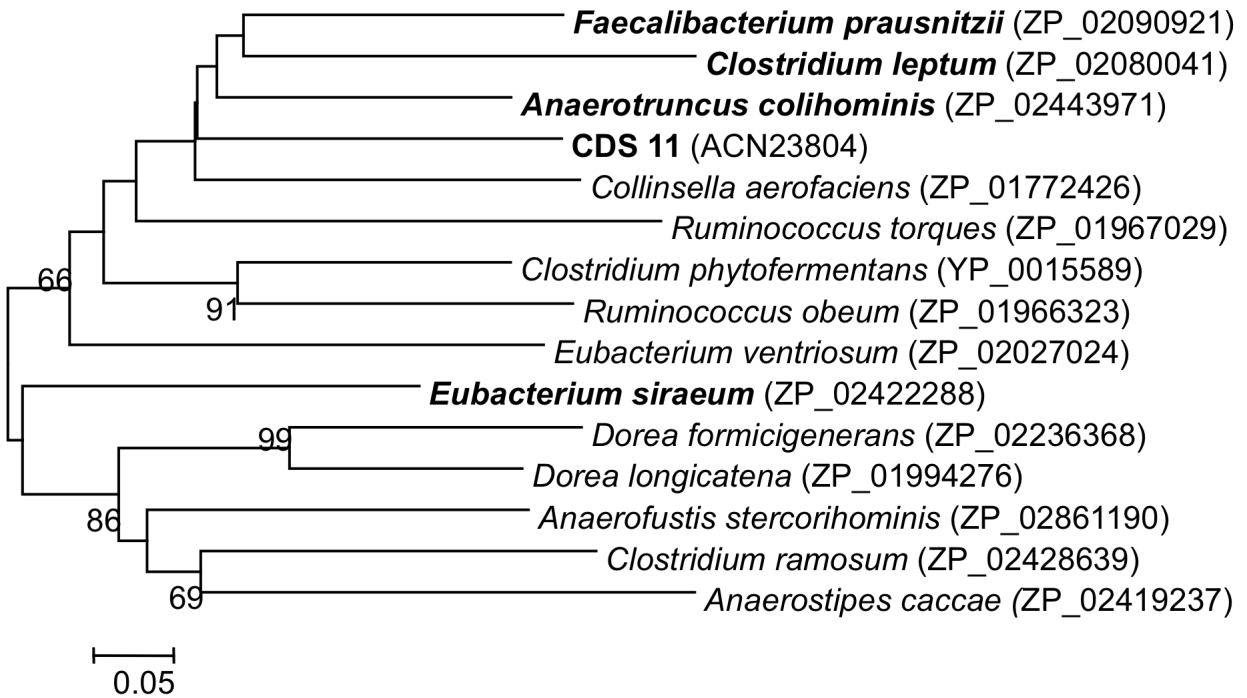 Faecalibacterium prausnitzii (ZP_02090921)
Clostridium leptum (ZP_02080041)
Anaerotruncus colihominis (ZP_02443971)
CDS 11 (ACN23804)
Collinsella aerofaciens (ZP_01772426)
Ruminococcus torques (ZP_01967029)
Clostridium phytofermentans (YP_0015589)
66
91
Ruminococcus obeum (ZP_01966323)
Eubacterium ventriosum (ZP_02027024)
Eubacterium siraeum (ZP_02422288)
99
Dorea formicigenerans (ZP_02236368)
Dorea longicatena (ZP_01994276)
86
Anaerofustis stercorihominis (ZP_02861190)
Clostridium ramosum (ZP_02428639)
69
Anaerostipes caccae (ZP_02419237)
0.05